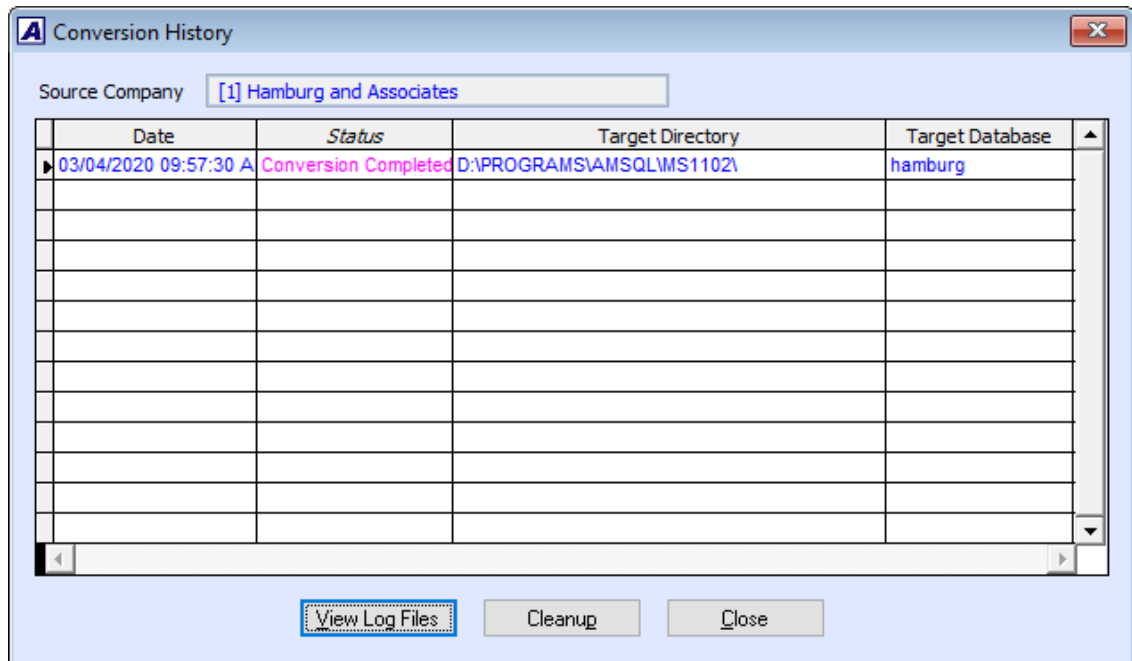 A Conversion History
Source Company [1] Hamburg and Associates
Date Status Target Directory Target Database
03/04/2020 09:57:30 A Conversion Completed D:\PROGRAMS\AMSQL\MS1102\ hamburg
View Log Files Cleanup Close